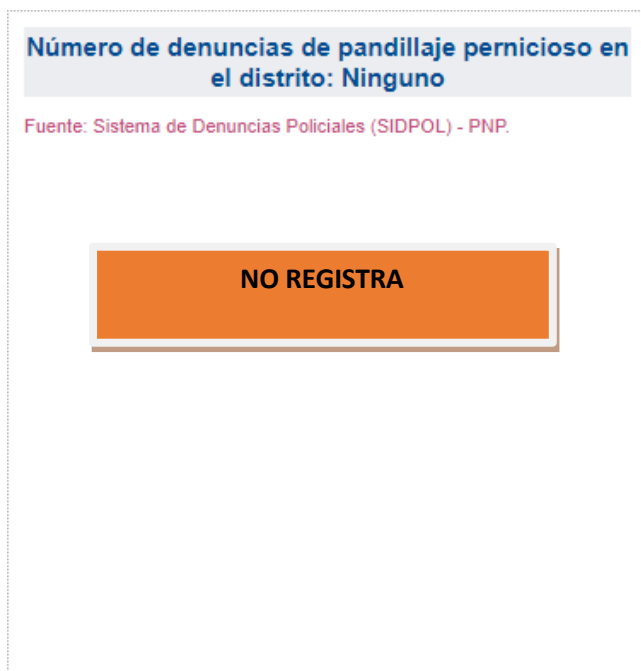 Número de denuncias de pandillaje pernicioso en
el distrito: Ninguno
Fuente: Sistema de Denuncias Policiales (SIDPOL) - PNP.
NO REGISTRA